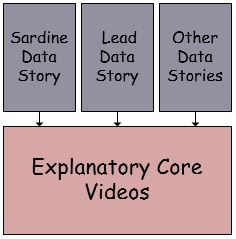 Sardine
Data
Story
Lead
Data
Story
Other
Data
Stories
Explanatory Core
Videos